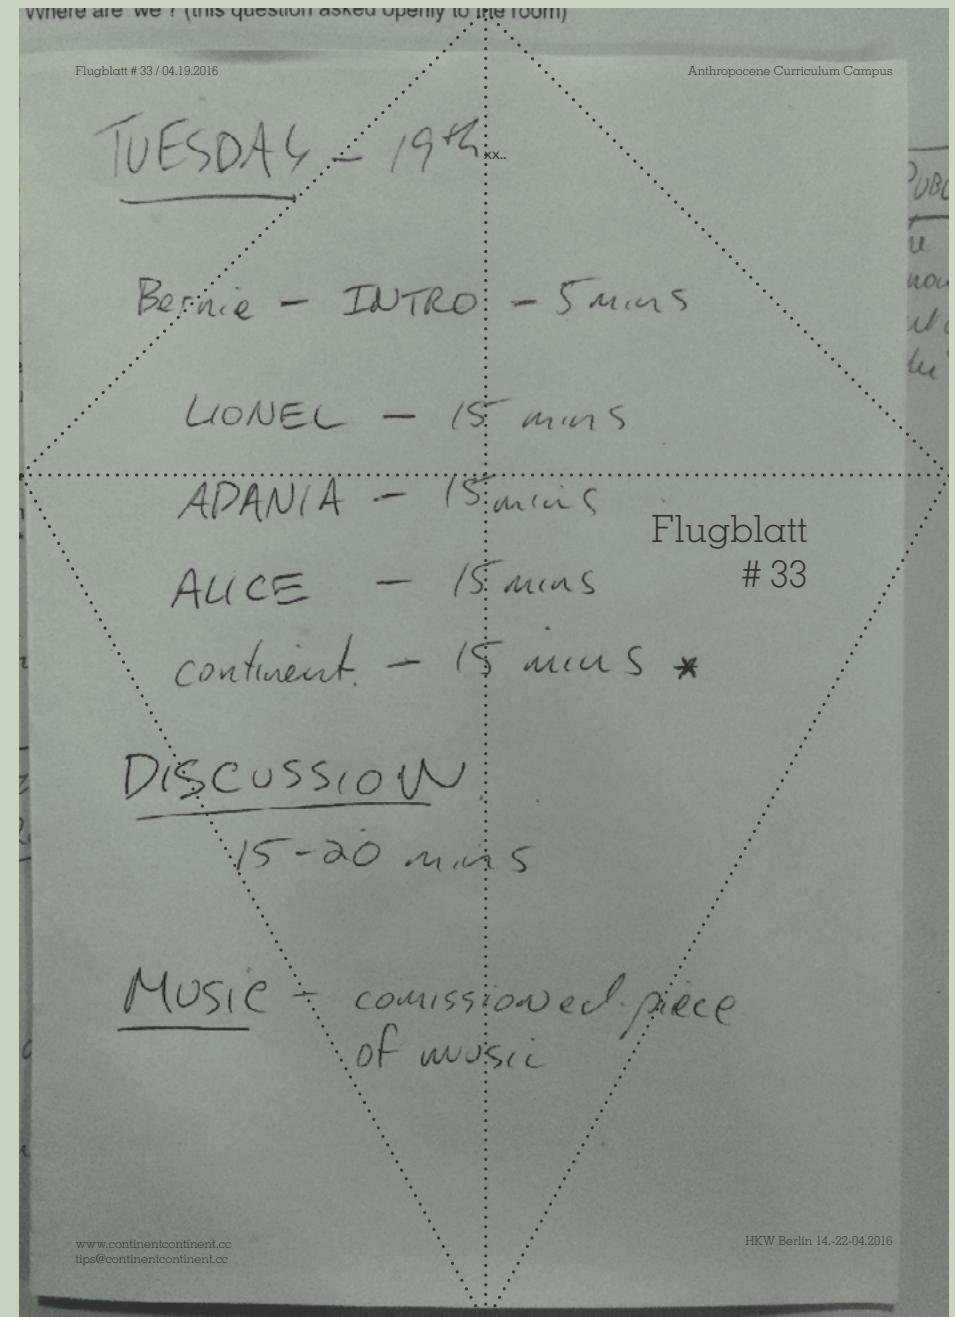 Where are 'we'? (this question asked openly to the room)
Flugblatt # 33 / 04.19.2016
Anthropocene Curriculum Campus
TUESDAY - 19th
xx..
PUBL
Bernie - INTRO - 5 mins
LIONEL - 15 mins
ADANIA - 15 mins
Flugblatt
# 33
ALICE - 15 mins
continent. - 15 mins *
DISCUSSION
15-20 mins
MUSIC - comissioned piece
of music
www.continentcontinent.cc
tips@continentcontinent.cc
HKW Berlin 14.-22-04.2016